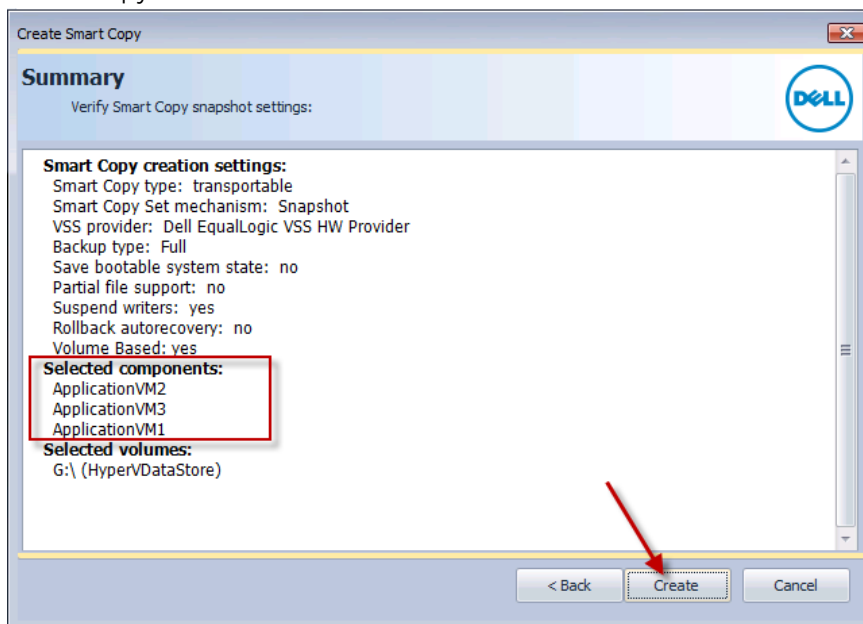 Create Smart Copy
Summary
Verify Smart Copy snapshot settings:
DELL
Smart Copy creation settings:
Smart Copy type: transportable
Smart Copy Set mechanism: Snapshot
VSS provider: Dell EqualLogic VSS HW Provider
Backup type: Full
Save bootable system state: no
Partial file support: no
Suspend writers: yes
Rollback autorecovery: no
Volume Based: yes
Selected components:
ApplicationVM2
ApplicationVM3
ApplicationVM1
Selected volumes:
G:\ (HyperVDataStore)
< Back Create Cancel